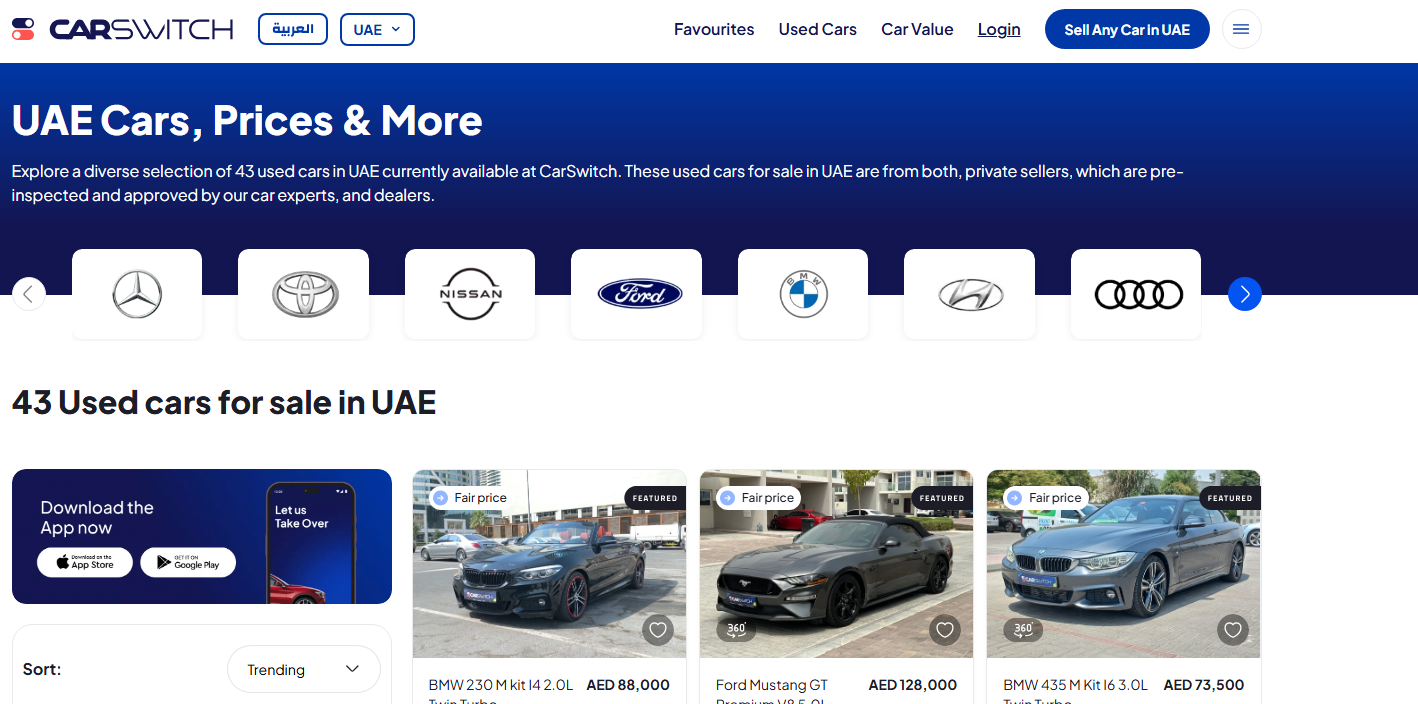 CARSWITCH
العربية
UAE
Favourites
Used Cars
Car Value
Login
Sell Any Car In UAE
UAE Cars, Prices & More
Explore a diverse selection of 43 used cars in UAE currently available at CarSwitch. These used cars for sale in UAE are from both, private sellers, which are pre-
inspected and approved by our car experts, and dealers.
NISSAN
Ford
BMW
43 Used cars for sale in UAE
Download the
App now
Download on the
App Store
GET IT ON
Google Play
Let us
Take Over
Sort:
Trending
Fair price
FEATURED
CARSWITCH
BMW 230 M kit I4 2.0L
AED 88,000
Twin Turbo
Fair price
FEATURED
CARSWITCH
360
Ford Mustang GT
AED 128,000
Premium V8 5.0L
Fair price
FEATURED
CARSWITCH
360
BMW 435 M Kit I6 3.0L
AED 73,500
Twin Turbo